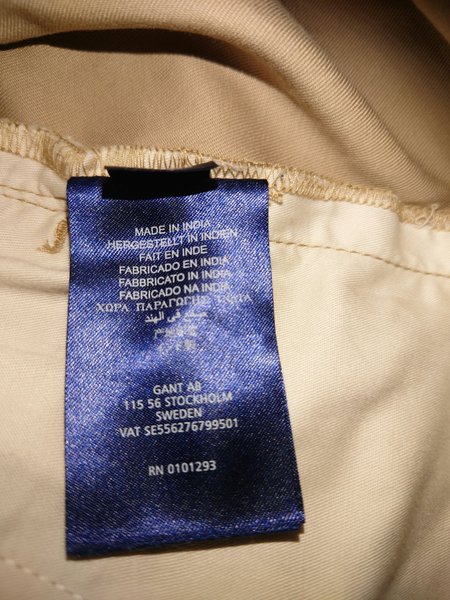 MADE IN INDIA
HERGESTELLT IN INDIEN
FAIT EN INDE
FABRICADO EN INDIA
FABBRICATO IN INDIA
FABRICADO NA INDIA
ΧΩΡΑ ΠΑΡΑΓΩΓΗΣ
صنع في الهند
GANT AB
115 56 STOCKHOLM
SWEDEN
VAT SE556276799501
RN 0101293